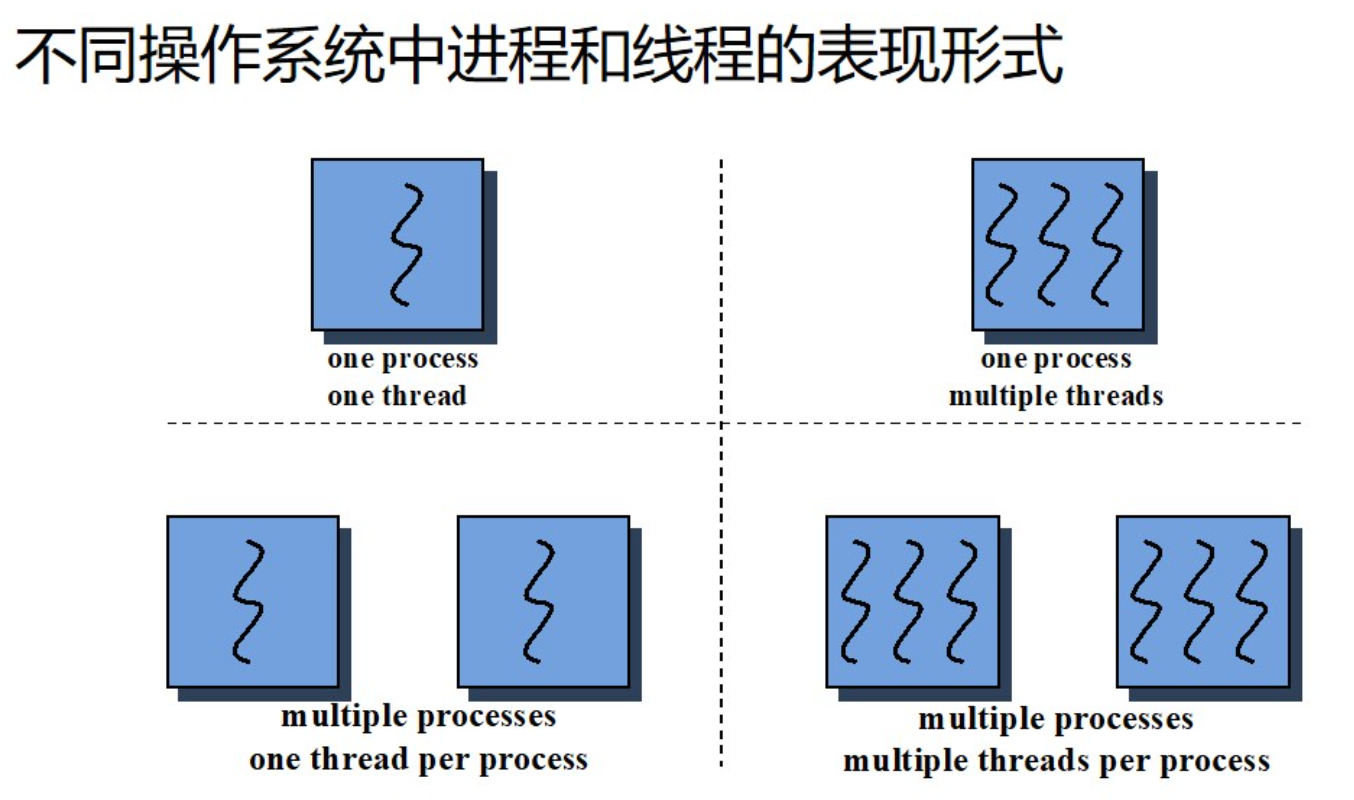 不同操作系统中进程和线程的表现形式
one process
one thread
one process
multiple threads
multiple processes
one thread per process
multiple processes
multiple threads per process